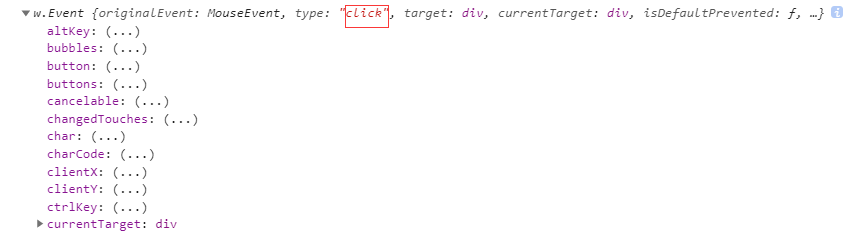 w.Event {originalEvent: MouseEvent, type: "click", target: div, currentTarget: div, isDefaultPrevented: ƒ, …} i
altKey: (...)
bubbles: (...)
button: (...)
buttons: (...)
cancelable: (...)
changedTouches: (...)
char: (...)
charCode: (...)
clientX: (...)
clientY: (...)
ctrlKey: (...)
currentTarget: div